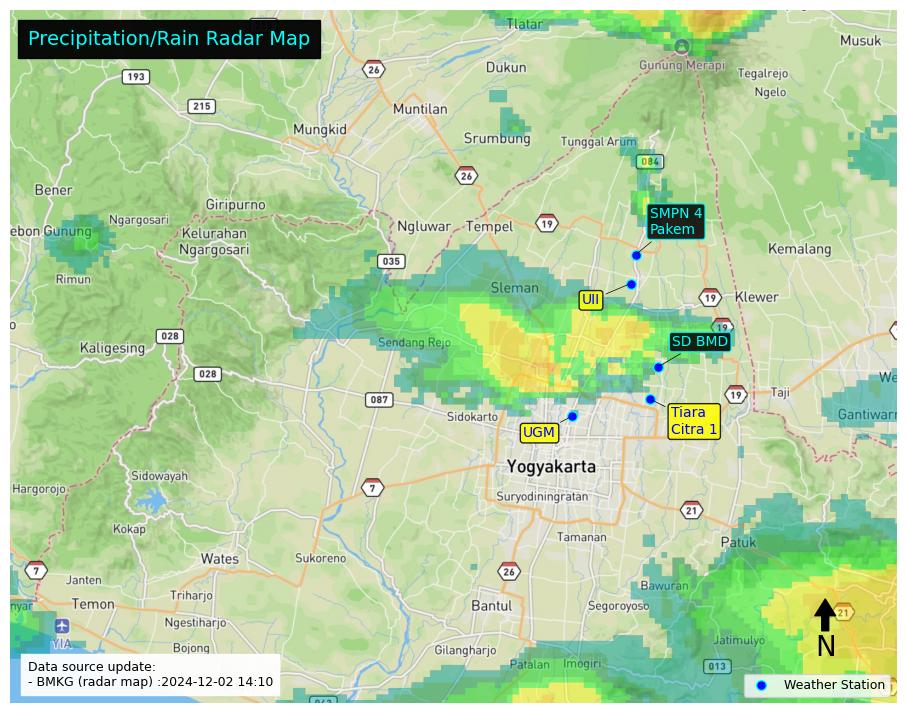 Precipitation/Rain Radar Map
Tlatar
Musuk
Gunung Merapi
Dukun
26
193
Tegalrejo
Ngelo
215
Muntilan
Mungkid
Srumbung
Tunggal Arum
084
26
Bener
Giripurno
Ngargosari
ebon Gunung
Kelurahan
Ngargosari
Ngluwar
Tempel
19
SMPN 4
Pakem
Kemalang
035
Rimun
Sleman
UII
19
Klewer
19
028
Kaligesing
Sendang Rejo
SD BMD
028
We
087
19
Taji
Sidokarto
Tiara
Citra 1
Gantiwarn
UGM
Yogyakarta
Sidowayah
Hargorojo
7
Suryodiningratan
21
Kokap
Tamanan
Patuk
Wates
Sukoreno
7
26
Janten
Bawuran
Triharjo
Temon
nyar
Bantul
Segoroyoso
21
Ngestiharjo
YIA
N
Jatimulyo
Bojong
Gilangharjo
Patalan
Imogiri
013
Data source update:
- BMKG (radar map) :2024-12-02 14:10
Weather Station